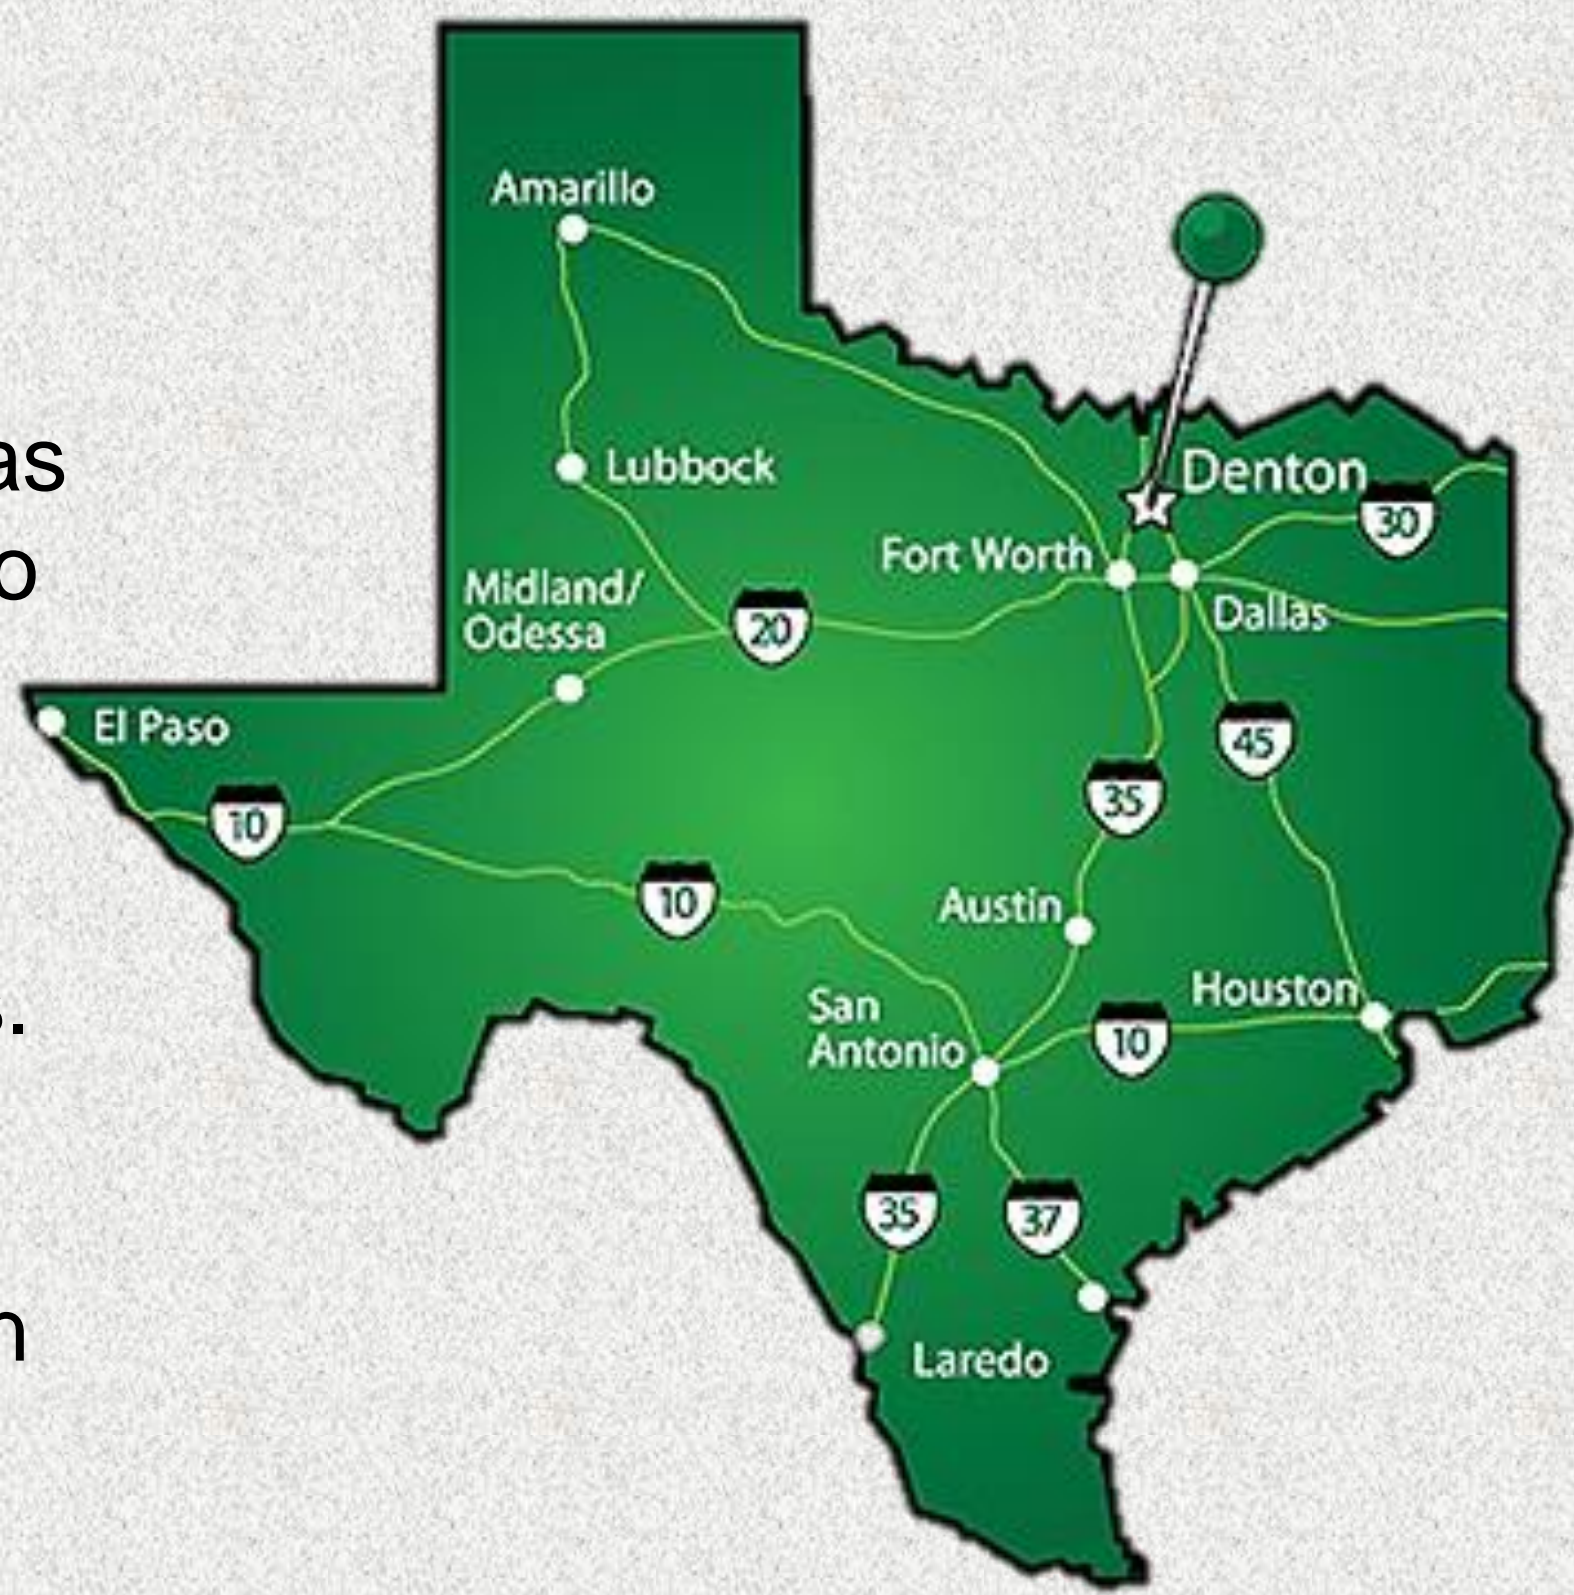 as
o
s.
n
Amarillo
Lubbock
Denton
30
Fort Worth
Midland/
Odessa
20
Dallas
El Paso
45
10
35
10
Austin
San
Antonio
Houston
10
35
37
Laredo